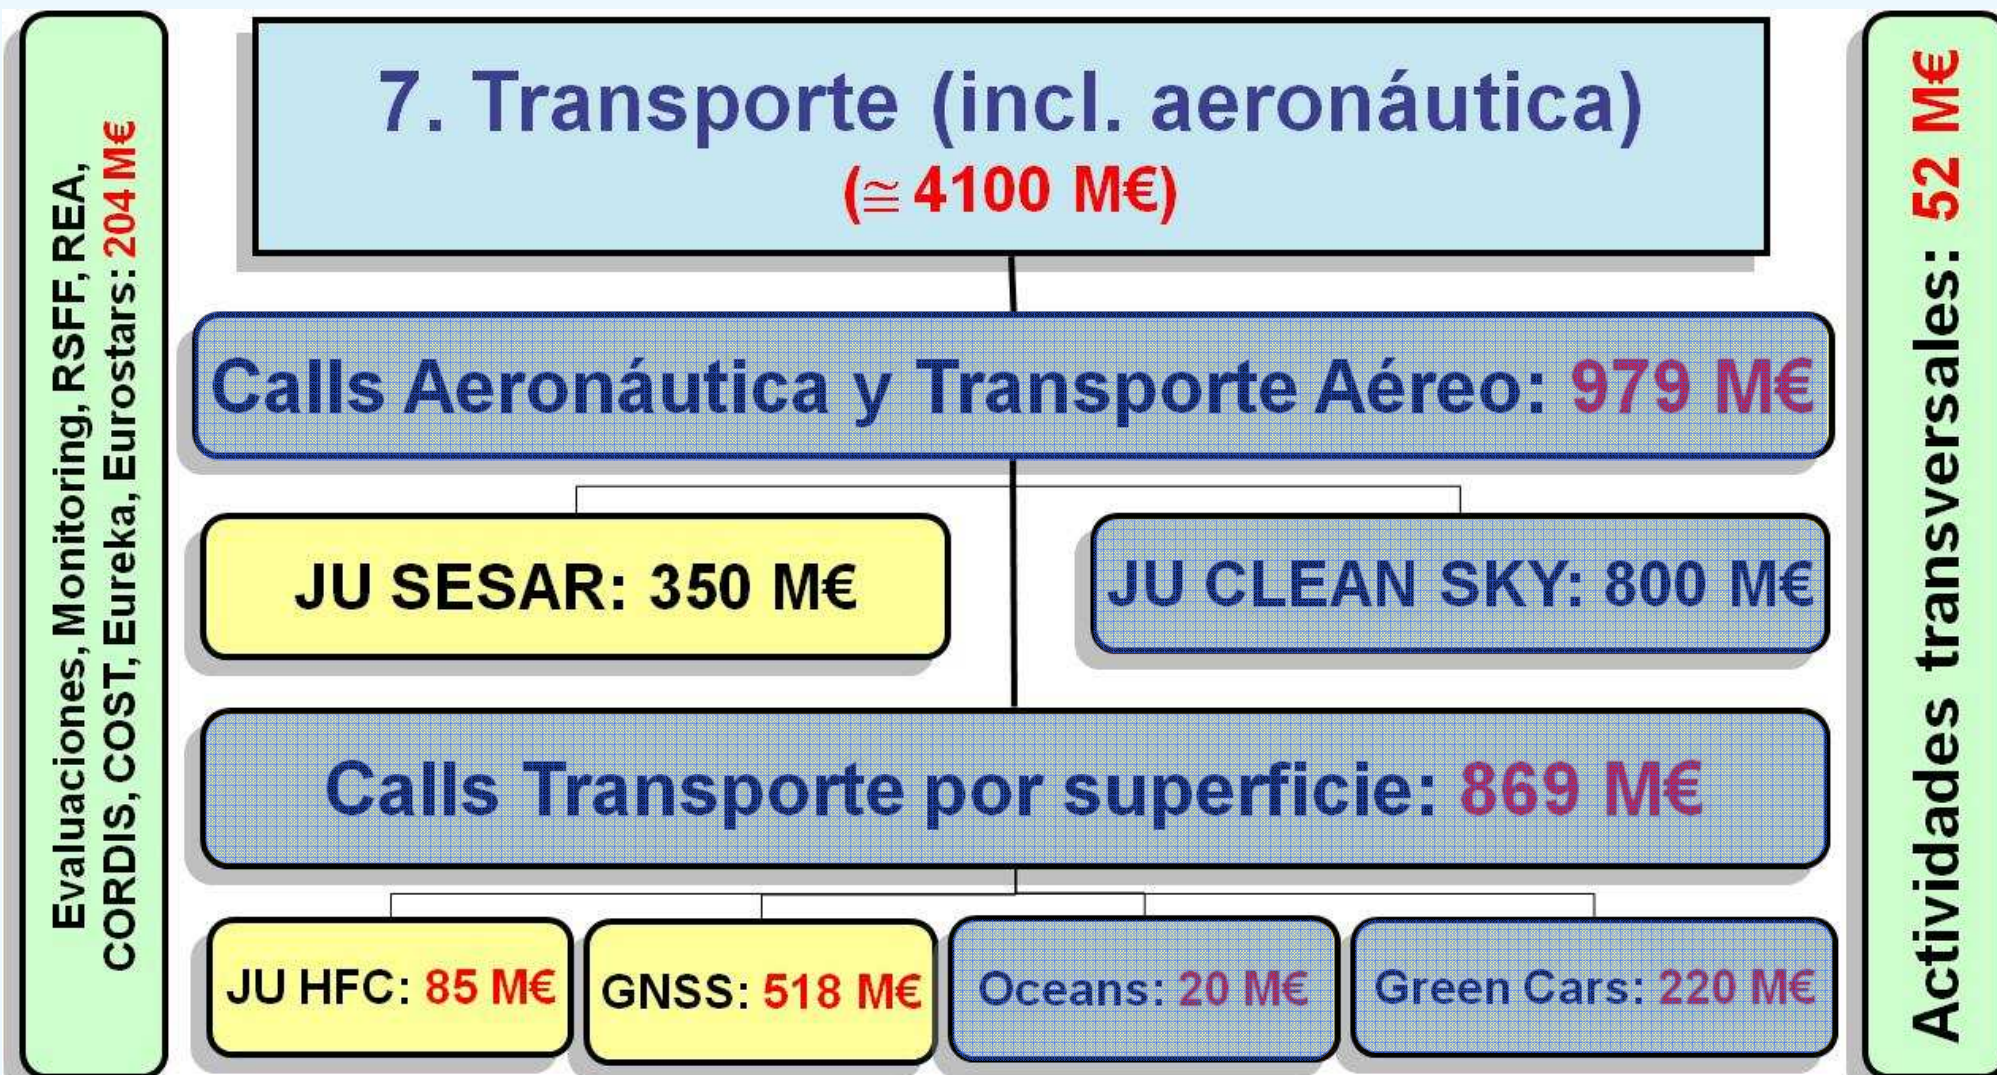 Evaluaciones, Monitoring, RSFF, REA,
CORDIS, COST, Eureka, Eurostars: 204 M€
7. Transporte (incl. aeronáutica)
(≅ 4100 M€)
Calls Aeronáutica y Transporte Aéreo: 979 M€
JU SESAR: 350 M€
JU CLEAN SKY: 800 M€
Calls Transporte por superficie: 869 M€
JU HFC: 85 M€
GNSS: 518 M€
Oceans: 20 M€
Green Cars: 220 M€
Actividades transversales: 52 M€